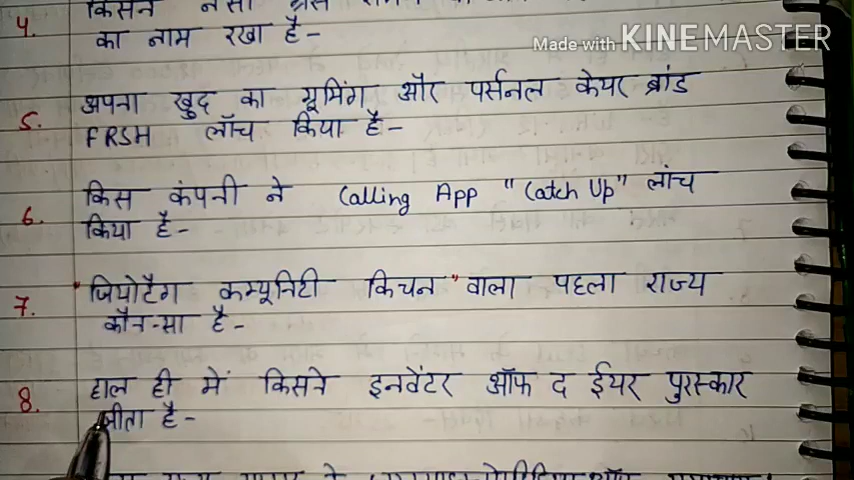 Made with KINEMASTER
4.
का नाम रखा है-
5. अपना खुद का ग्रूमिंग और पर्सनल केयर ब्रांड
FRSH लॉच किया है-
6. किस कंपनी ने Calling App "Catch Up" लांच
किया है-
7. "जियोटैग कम्यूनिटी किचन" वाला पहला राज्य
कौन-सा है-
8. हाल ही में किसने इनवेंटर ऑफ द ईयर पुरस्कार
जीता है-